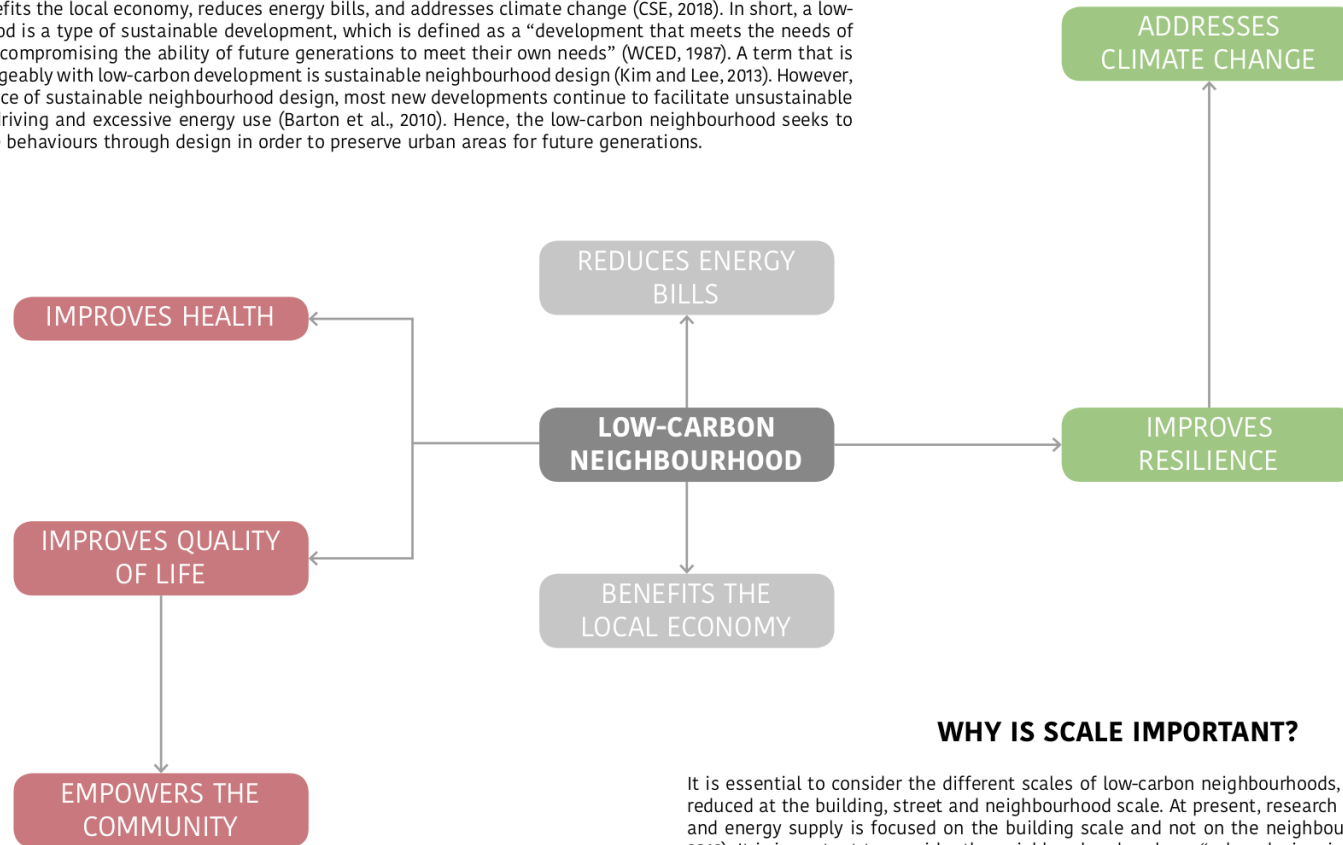 the local economy, reduces energy bills, and addresses climate change (CSE, 2018). In short, a low-
is a type of sustainable development, which is defined as a “development that meets the needs of
compromising the ability of future generations to meet their own needs” (WCED, 1987). A term that is
with low-carbon development is sustainable neighbourhood design (Kim and Lee, 2013). However,
of sustainable neighbourhood design, most new developments continue to facilitate unsustainable
driving and excessive energy use (Barton et al., 2010). Hence, the low-carbon neighbourhood seeks to
behaviours through design in order to preserve urban areas for future generations.
ADDRESSES
CLIMATE CHANGE
REDUCES ENERGY
BILLS
IMPROVES HEALTH
LOW-CARBON
NEIGHBOURHOOD
IMPROVES
RESILIENCE
IMPROVES QUALITY
OF LIFE
BENEFITS THE
LOCAL ECONOMY
EMPOWERS THE
COMMUNITY
WHY IS SCALE IMPORTANT?
It is essential to consider the different scales of low-carbon neighbourhoods,
reduced at the building, street and neighbourhood scale. At present, research
and energy supply is focused on the building scale and not on the